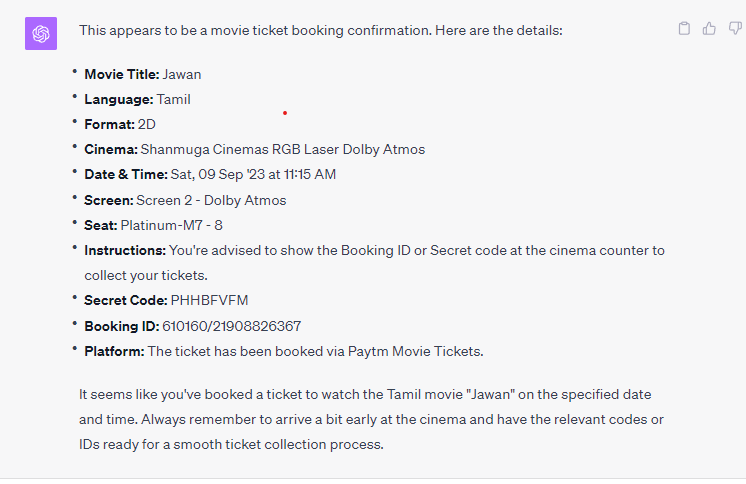 This appears to be a movie ticket booking confirmation. Here are the details:
• Movie Title: Jawan
• Language: Tamil
• Format: 2D
• Cinema: Shanmuga Cinemas RGB Laser Dolby Atmos
• Date & Time: Sat, 09 Sep '23 at 11:15 AM
• Screen: Screen 2 - Dolby Atmos
• Seat: Platinum-M7 - 8
• Instructions: You're advised to show the Booking ID or Secret code at the cinema counter to
collect your tickets.
• Secret Code: PHHBFVFM
• Booking ID: 610160/21908826367
• Platform: The ticket has been booked via Paytm Movie Tickets.
It seems like you've booked a ticket to watch the Tamil movie "Jawan" on the specified date
and time. Always remember to arrive a bit early at the cinema and have the relevant codes or
IDs ready for a smooth ticket collection process.